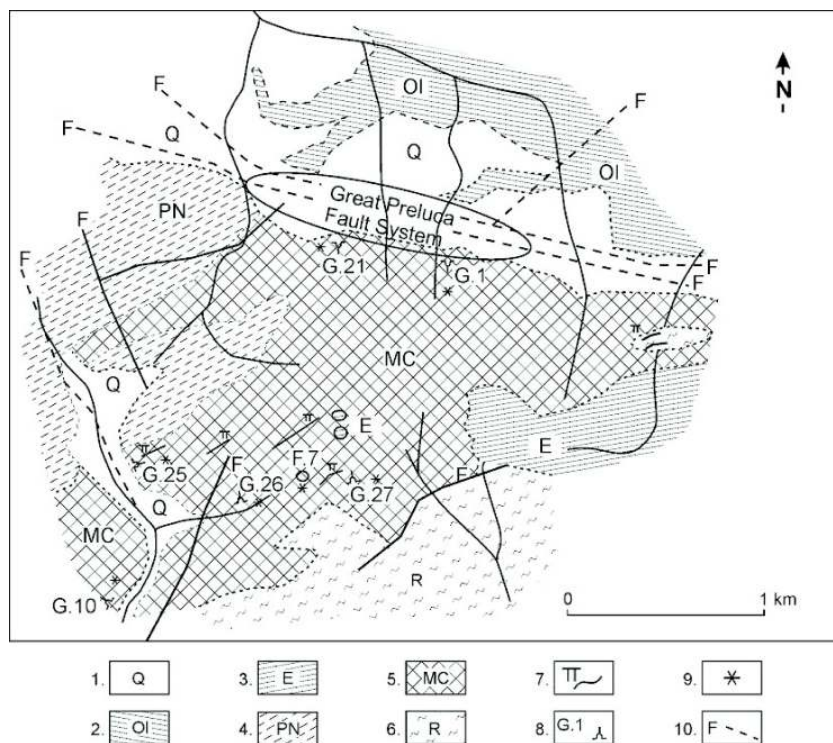 F
N
Ol
F
F
Q
Q
Ol
PN
Great Preluca
Fault System
F
F
G.21
G.1
F
F
π
MC
Q
E
E
π
π
F.7
F
F
G.25
G.26
π
G.27
Q
MC
R
G.10
0
1 km
1. Q
3. E
5. MC
7. π
9.
2. Ol
4. PN
6. R
8. G.1
10. F